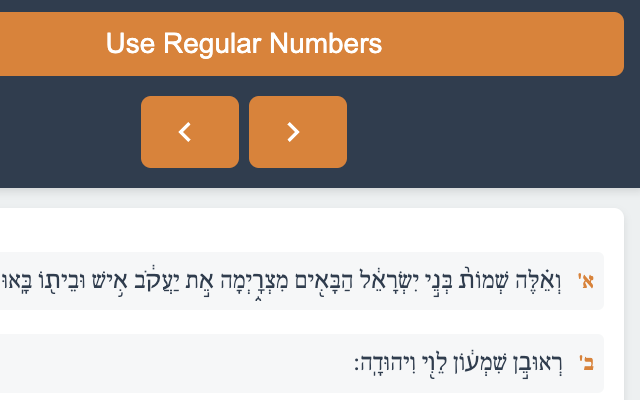 Use Regular Numbers
א' וְאֵ֗לֶּה שְׁמוֹת֙ בְּנֵ֣י יִשְׂרָאֵ֔ל הַבָּאִ֖ים מִצְרָ֑יְמָה אֵ֣ת יַעֲקֹ֔ב אִ֥ישׁ וּבֵית֖וֹ בָּֽאוּ
ב' רְאוּבֵ֣ן שִׁמְע֔וֹן לֵוִ֖י וִיהוּדָֽה׃